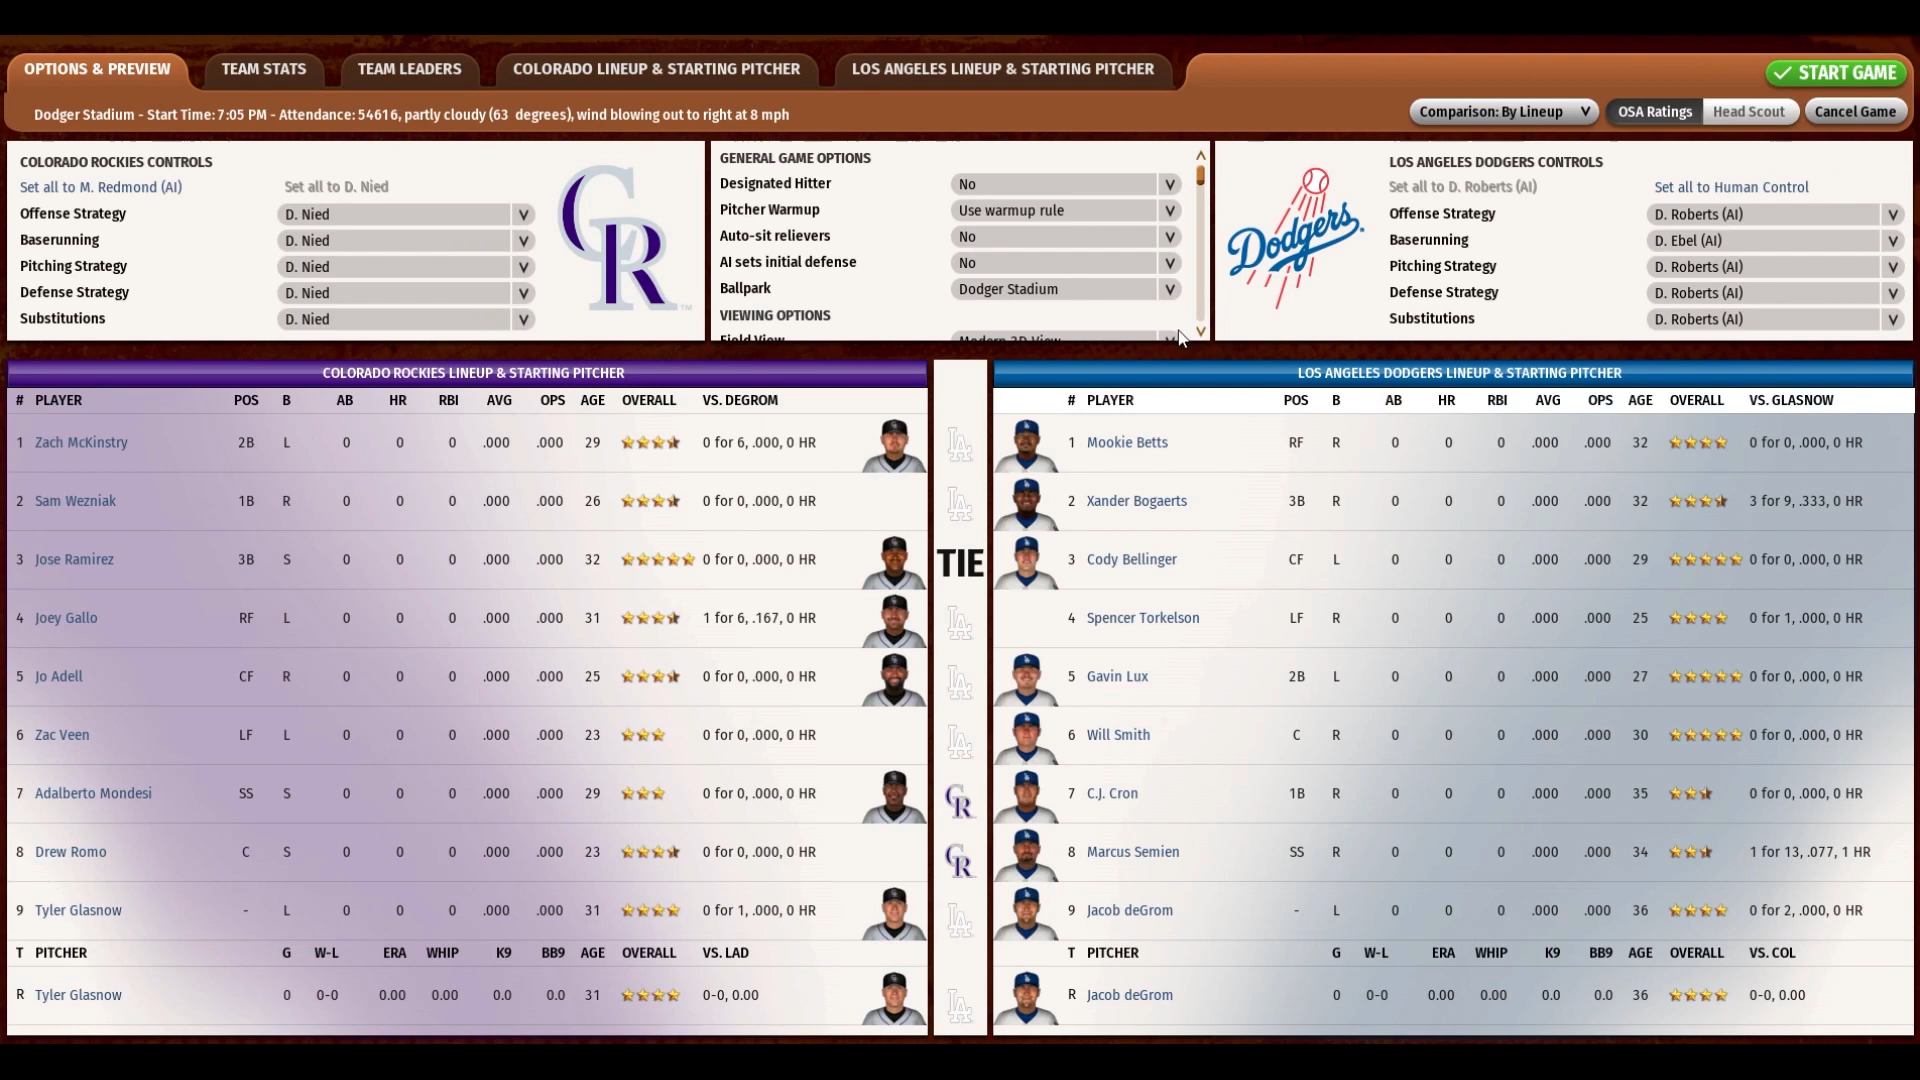 OPTIONS & PREVIEW TEAM STATS TEAM LEADERS COLORADO LINEUP & STARTING PITCHER LOS ANGELES LINEUP & STARTING PITCHER START GAME
Dodger Stadium - Start Time: 7:05 PM - Attendance: 54616, partly cloudy (63 degrees), wind blowing out to right at 8 mph Comparison: By Lineup OSA Ratings Head Scout Cancel Game
COLORADO ROCKIES CONTROLS
Set all to M. Redmond (AI) Set all to D. Nied
Offense Strategy D. Nied
Baserunning D. Nied
Pitching Strategy D. Nied
Defense Strategy D. Nied
Substitutions D. Nied
CR
TM
GENERAL GAME OPTIONS
Designated Hitter No
Pitcher Warmup Use warmup rule
Auto-sit relievers No
AI sets initial defense No
Ballpark Dodger Stadium
VIEWING OPTIONS
Field View Modern 3D View
Dodgers
LOS ANGELES DODGERS CONTROLS
Set all to D. Roberts (AI) Set all to Human Control
Offense Strategy D. Roberts (AI)
Baserunning D. Ebel (AI)
Pitching Strategy D. Roberts (AI)
Defense Strategy D. Roberts (AI)
Substitutions D. Roberts (AI)
COLORADO ROCKIES LINEUP & STARTING PITCHER
# PLAYER POS B AB HR RBI AVG OPS AGE OVERALL VS. DEGROM
1 Zach McKinstry 2B L 0 0 0 .000 .000 29 0 for 6, .000, 0 HR
2 Sam Wezniak 1B R 0 0 0 .000 .000 26 0 for 0, .000, 0 HR
3 Jose Ramirez 3B S 0 0 0 .000 .000 32 0 for 0, .000, 0 HR
4 Joey Gallo RF L 0 0 0 .000 .000 31 1 for 6, .167, 0 HR
5 Jo Adell CF R 0 0 0 .000 .000 25 0 for 0, .000, 0 HR
6 Zac Veen LF L 0 0 0 .000 .000 23 0 for 0, .000, 0 HR
7 Adalberto Mondesi SS S 0 0 0 .000 .000 29 0 for 0, .000, 0 HR
8 Drew Romo C S 0 0 0 .000 .000 23 0 for 0, .000, 0 HR
9 Tyler Glasnow - L 0 0 0 .000 .000 31 0 for 1, .000, 0 HR
T PITCHER G W-L ERA WHIP K9 BB9 AGE OVERALL VS. LAD
R Tyler Glasnow 0 0-0 0.00 0.00 0.0 0.0 31 0-0, 0.00
LA
LA
TIE
LA
LA
LA
CR
CR
LA
LA
LOS ANGELES DODGERS LINEUP & STARTING PITCHER
# PLAYER POS B AB HR RBI AVG OPS AGE OVERALL VS. GLASNOW
1 Mookie Betts RF R 0 0 0 .000 .000 32 0 for 0, .000, 0 HR
2 Xander Bogaerts 3B R 0 0 0 .000 .000 32 3 for 9, .333, 0 HR
3 Cody Bellinger CF L 0 0 0 .000 .000 29 0 for 0, .000, 0 HR
4 Spencer Torkelson LF R 0 0 0 .000 .000 25 0 for 1, .000, 0 HR
5 Gavin Lux 2B L 0 0 0 .000 .000 27 0 for 0, .000, 0 HR
6 Will Smith C R 0 0 0 .000 .000 30 0 for 0, .000, 0 HR
7 C.J. Cron 1B R 0 0 0 .000 .000 35 0 for 0, .000, 0 HR
8 Marcus Semien SS R 0 0 0 .000 .000 34 1 for 13, .077, 1 HR
9 Jacob deGrom - L 0 0 0 .000 .000 36 0 for 2, .000, 0 HR
T PITCHER G W-L ERA WHIP K9 BB9 AGE OVERALL VS. COL
R Jacob deGrom 0 0-0 0.00 0.00 0.0 0.0 36 0-0, 0.00